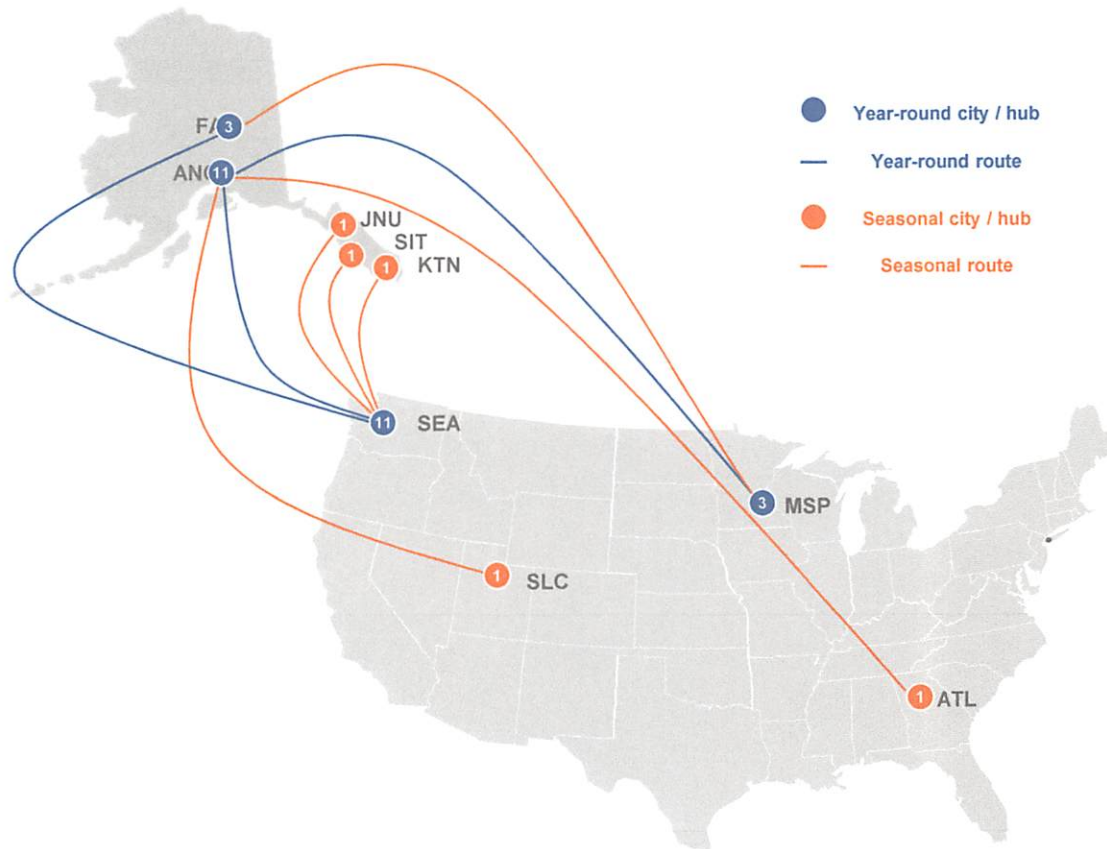 Year-round city / hub
3
FA
Year-round route
ANC
11
Seasonal city / hub
1
JNU
SIT
1
1
KTN
Seasonal route
11
SEA
3
MSP
1
SLC
1
ATL